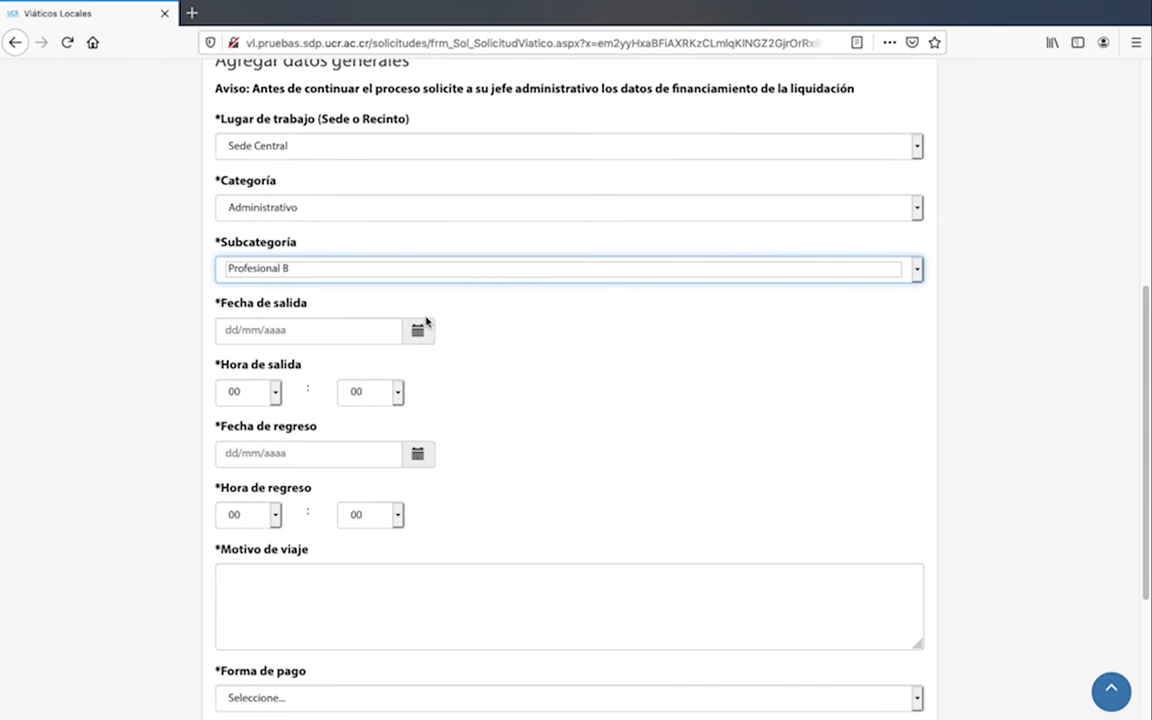 Viáticos Locales
vl.pruebas.sdp.ucr.ac.cr/solicitudes/frm_Sol_SolicitudViatico.aspx?x=em2yyHxaBFiAXRKzCLmlqKlNGZ2GjrOrRxil
Agregar datos generales
Aviso: Antes de continuar el proceso solicite a su jefe administrativo los datos de financiamiento de la liquidación
*Lugar de trabajo (Sede o Recinto)
Sede Central
*Categoría
Administrativo
*Subcategoría
Profesional B
*Fecha de salida
dd/mm/aaaa
*Hora de salida
00 : 00
*Fecha de regreso
dd/mm/aaaa
*Hora de regreso
00 : 00
*Motivo de viaje
*Forma de pago
Seleccione...